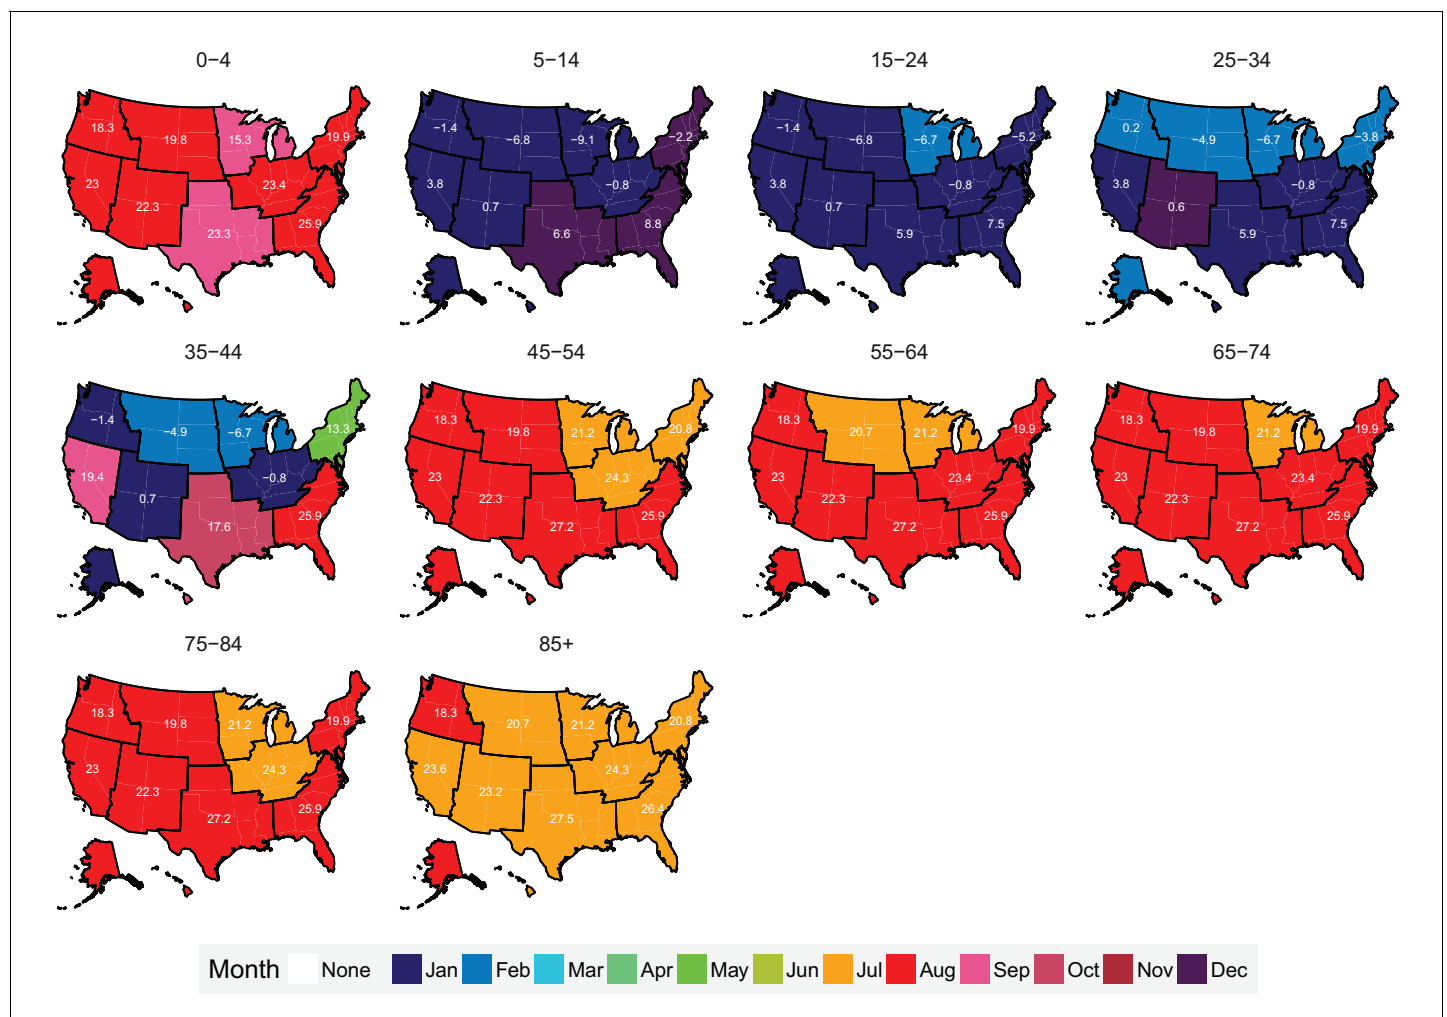 0−4 5−14 15−24 25−34
18.3 19.8 15.3 19.9 23 22.3 23.4 23.3 25.9
−1.4 −6.8 −9.1 −2.2 3.8 0.7 −0.8 6.6 8.8
−1.4 −6.8 −6.7 −5.2 3.8 0.7 −0.8 5.9 7.5
0.2 −4.9 −6.7 −3.8 3.8 0.6 −0.8 5.9 7.5
35−44 45−54 55−64 65−74
−1.4 −4.9 −6.7 13.3 19.4 0.7 −0.8 17.6 25.9
18.3 19.8 21.2 20.8 23 22.3 24.3 27.2 25.9
18.3 20.7 21.2 19.9 23 22.3 23.4 27.2 25.9
18.3 19.8 21.2 19.9 23 22.3 23.4 27.2 25.9
75−84 85+
18.3 19.8 21.2 19.9 23 22.3 24.3 27.2 25.9
18.3 20.7 21.2 20.8 23.6 23.2 24.3 27.5 26.4
Month None Jan Feb Mar Apr May Jun Jul Aug Sep Oct Nov Dec